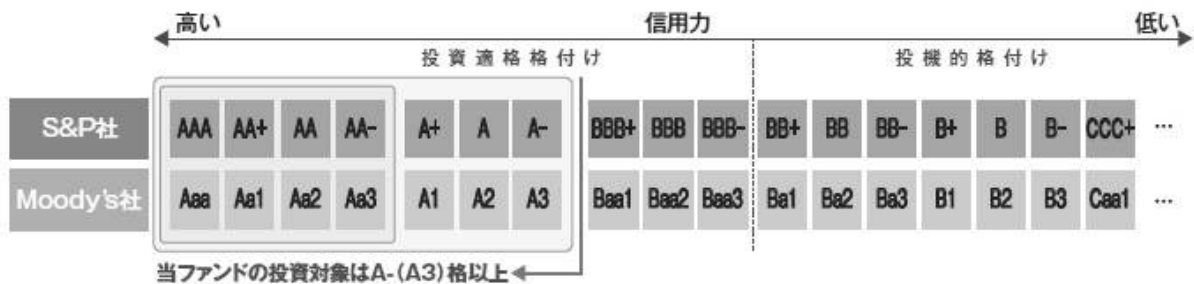 高い 信用力 低い
投資適格格付け 投機的格付け
S&P社 AAA AA+ AA AA- A+ A A- BBB+ BBB BBB- BB+ BB BB- B+ B B- CCC+ …
Moody's社 Aaa Aa1 Aa2 Aa3 A1 A2 A3 Baa1 Baa2 Baa3 Ba1 Ba2 Ba3 B1 B2 B3 Caa1 …
当ファンドの投資対象はA-(A3)格以上